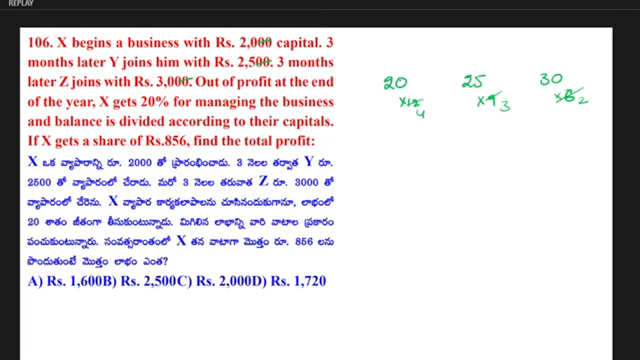 REPLAY
106. X begins a business with Rs. 2,000 capital. 3
months later Y joins him with Rs. 2,500. 3 months
later Z joins with Rs. 3,000. Out of profit at the end
of the year, X gets 20% for managing the business
and balance is divided according to their capitals.
If X gets a share of Rs.856, find the total profit:
X ఒక వ్యాపారాన్ని రూ. 2000 తో ప్రారంభించాడు. 3 నెలల తర్వాత Y రూ.
2500 తో వ్యాపారంలో చేరాడు. మరో 3 నెలల తరువాత Z రూ. 3000 తో
వ్యాపారంలో చేరెను. X వ్యాపార కార్యకలాపాలను చూసినందుకుగానూ, లాభంలో
20 శాతం జీతంగా తీసుకుంటున్నాడు. మిగిలిన లాభాన్ని వారి వాటాల ప్రకారం
పంచుకుంటున్నారు. సంవత్సరాంతంలో X తన వాటాగా మొత్తం రూ. 856 లను
పొందుతుంటే మొత్తం లాభం ఎంత?
A) Rs. 1,600B) Rs. 2,500C) Rs. 2,000D) Rs. 1,720
20 25 30
×12 ×9 3 ×6 2
4